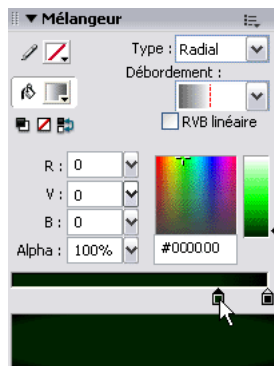 ▼ Mélangeur
Type : Radial
Débordement :
RVB linéaire
R : 0
V : 0
B : 0
Alpha : 100% #000000